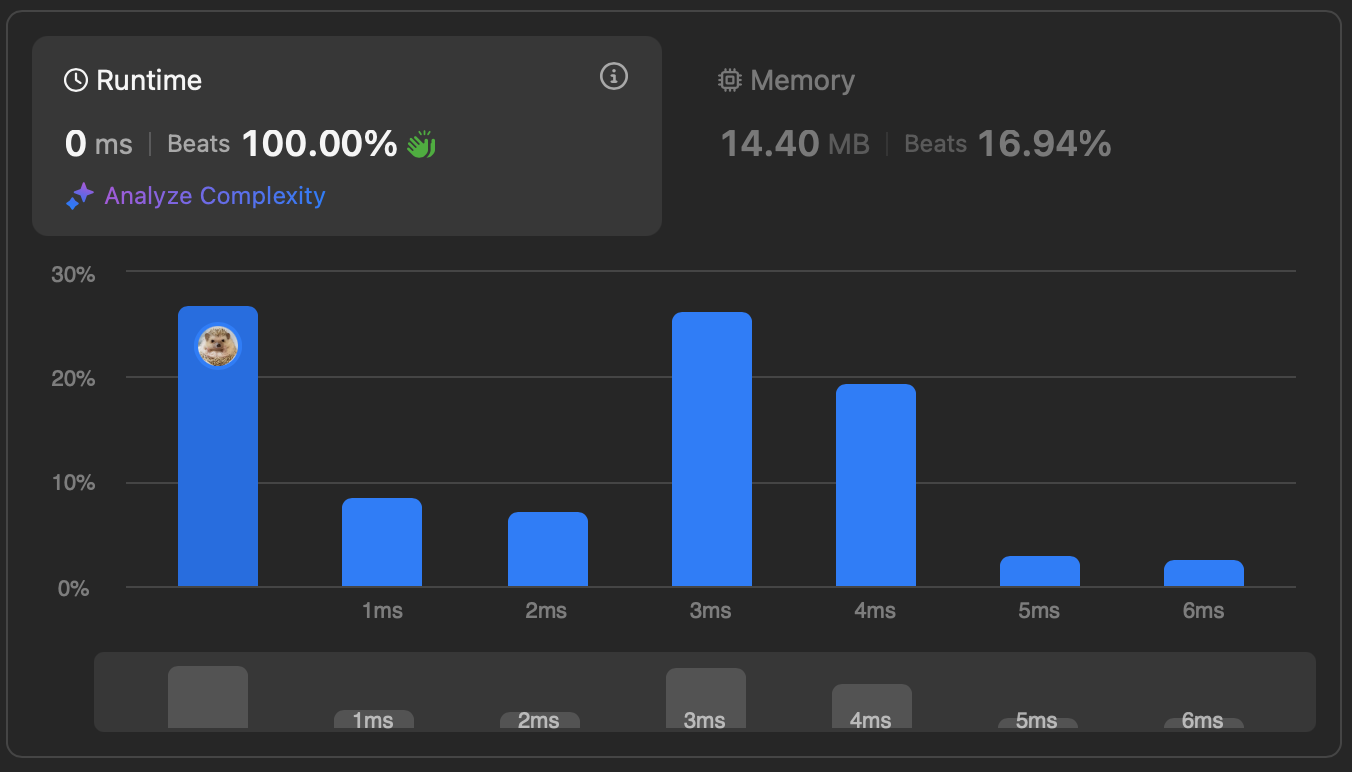 Runtime
0 ms | Beats 100.00%
Analyze Complexity
Memory
14.40 MB | Beats 16.94%
30%
20%
10%
0%
1ms 2ms 3ms 4ms 5ms 6ms
1ms 2ms 3ms 4ms 5ms 6ms